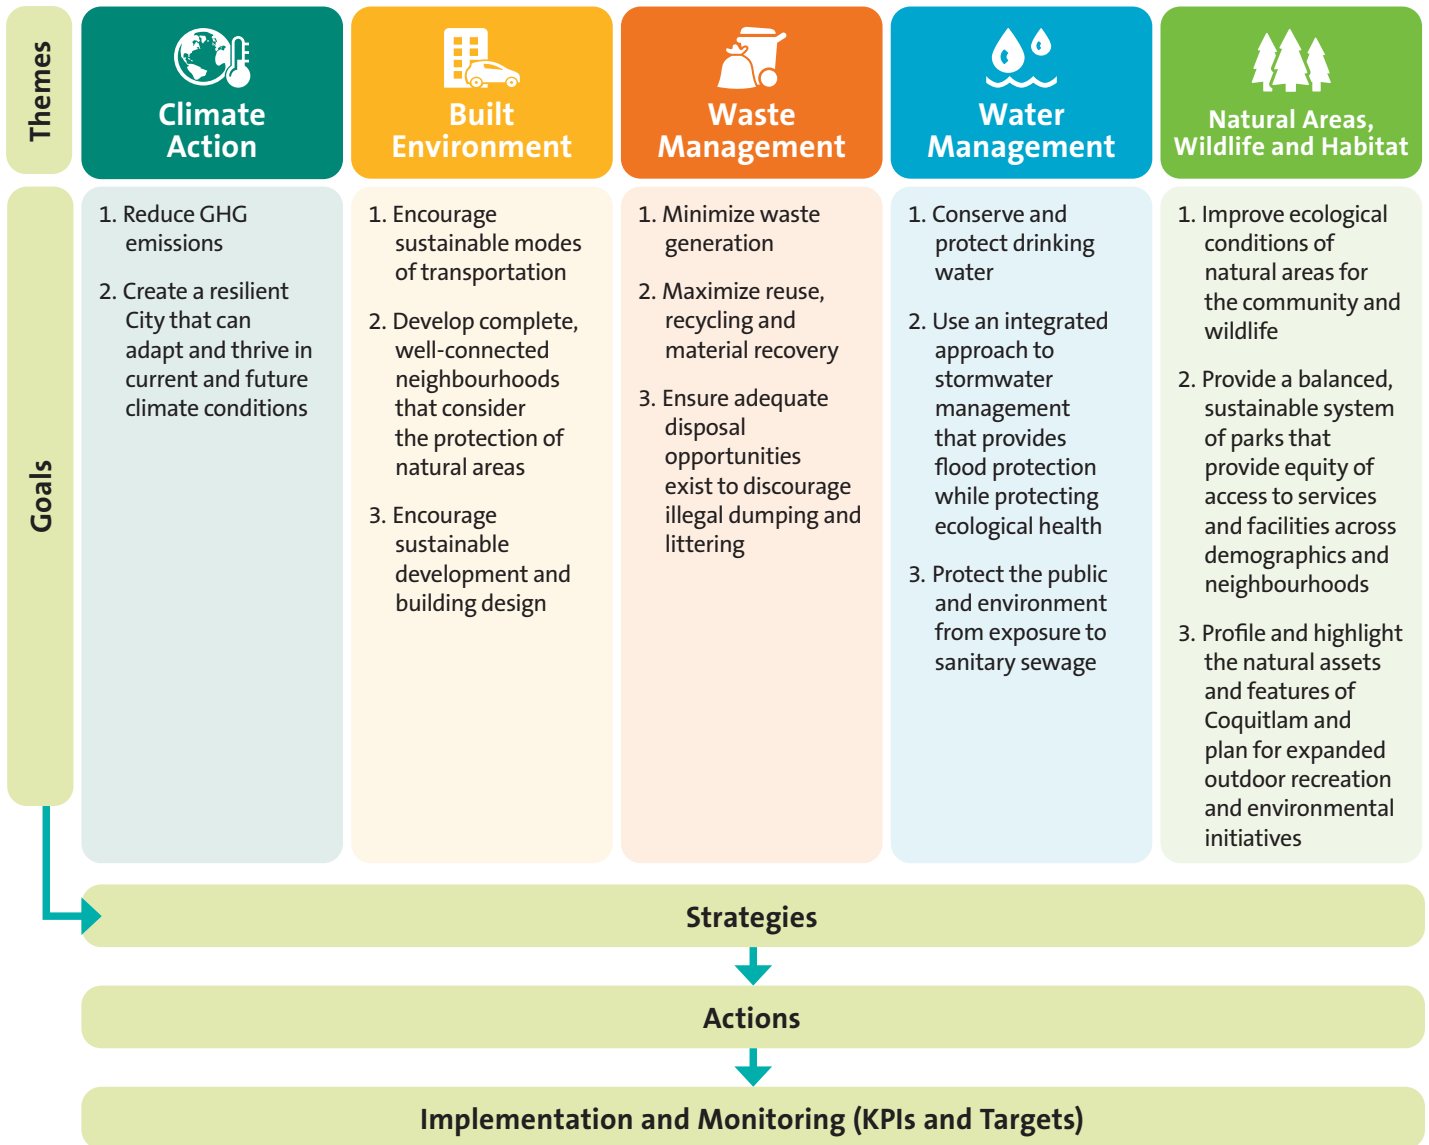 Themes
Climate
Action
Built
Environment
Waste
Management
Water
Management
Natural Areas,
Wildlife and Habitat
Goals
1. Reduce GHG
emissions
2. Create a resilient
City that can
adapt and thrive in
current and future
climate conditions
1. Encourage
sustainable modes
of transportation
2. Develop complete,
well-connected
neighbourhoods
that consider
the protection of
natural areas
3. Encourage
sustainable
development and
building design
1. Minimize waste
generation
2. Maximize reuse,
recycling and
material recovery
3. Ensure adequate
disposal
opportunities
exist to discourage
illegal dumping and
littering
1. Conserve and
protect drinking
water
2. Use an integrated
approach to
stormwater
management
that provides
flood protection
while protecting
ecological health
3. Protect the public
and environment
from exposure to
sanitary sewage
1. Improve ecological
conditions of
natural areas for
the community and
wildlife
2. Provide a balanced,
sustainable system
of parks that
provide equity of
access to services
and facilities across
demographics and
neighbourhoods
3. Profile and highlight
the natural assets
and features of
Coquitlam and
plan for expanded
outdoor recreation
and environmental
initiatives
Strategies
Actions
Implementation and Monitoring (KPIs and Targets)